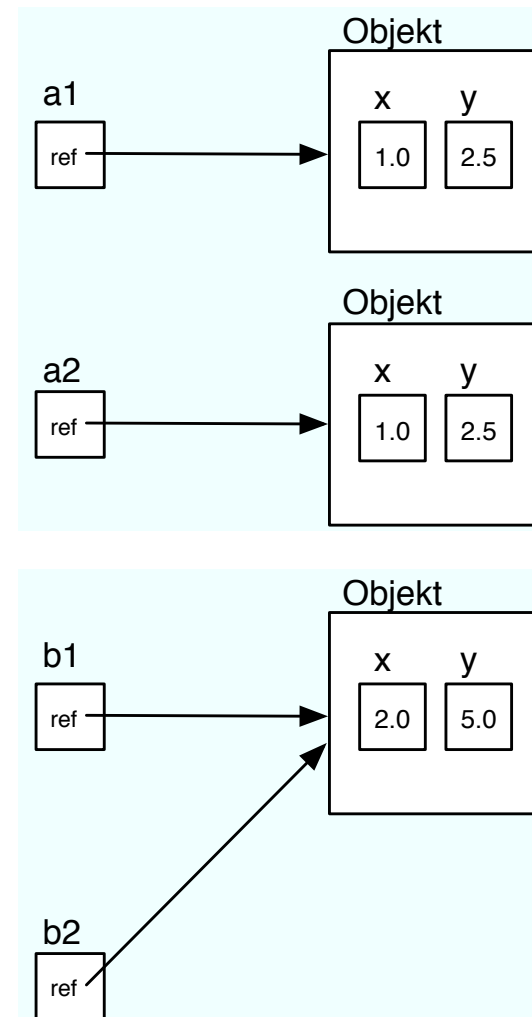 Objekt
a1
x y
ref 1.0 2.5
Objekt
a2
x y
ref 1.0 2.5
Objekt
b1
x y
ref 2.0 5.0
b2
ref